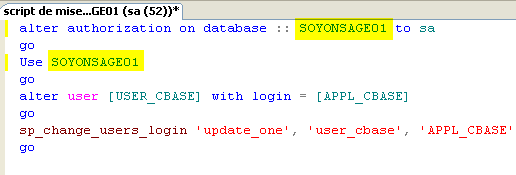 script de mise...GE01 (sa (52))*
alter authorization on database :: SOYONSAGE01 to sa
go
Use SOYONSAGE01
go
alter user [USER_CBASE] with login = [APPL_CBASE]
go
sp_change_users_login 'update_one', 'user_cbase', 'APPL_CBASE'
go